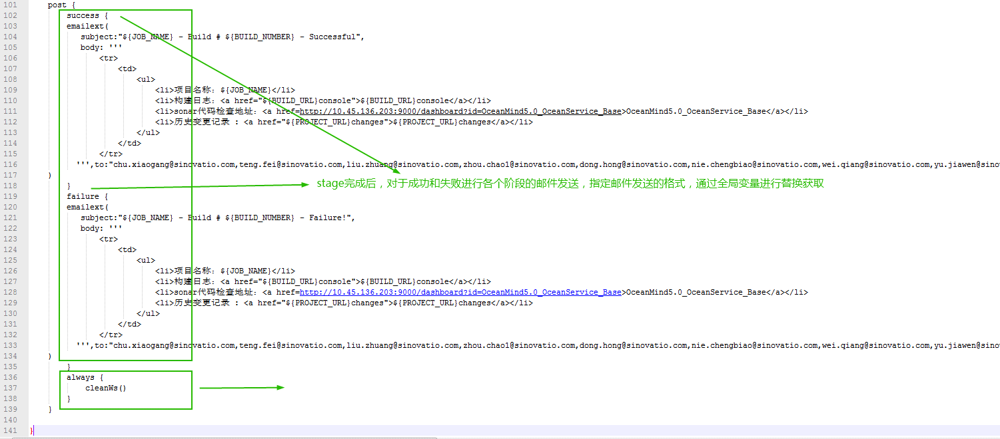 101 post {
102 success {
103 emailext(
104 subject:"${JOB_NAME} - Build # ${BUILD_NUMBER} - Successful",
105 body: '''
106 <tr>
107 <td>
108 <ul>
109 <li>项目名称: ${JOB_NAME}</li>
110 <li>构建日志: <a href="${BUILD_URL}console">${BUILD_URL}console</a></li>
111 <li>sonar代码检查地址: <a href=http://10.45.136.203:9000/dashboard?id=OceanMind5.0_OceanService_Base>OceanMind5.0_OceanService_Base</a></li>
112 <li>历史变更记录 : <a href="${PROJECT_URL}changes">${PROJECT_URL}changes</a></li>
113 </ul>
114 </td>
115 </tr>
116 ''',to:"chu.xiaogang@sinovatio.com,teng.fei@sinovatio.com,liu.zhuang@sinovatio.com,zhou.chao1@sinovatio.com,dong.hong@sinovatio.com,nie.chengbiao@sinovatio.com,wei.qiang@sinovatio.com,yu.jiawen@sino
117 )
118 }
stage完成后，对于成功和失败进行各个阶段的邮件发送，指定邮件发送的格式，通过全局变量进行替换获取
119 failure {
120 emailext(
121 subject:"${JOB_NAME} - Build # ${BUILD_NUMBER} - Failure!",
122 body: '''
123 <tr>
124 <td>
125 <ul>
126 <li>项目名称: ${JOB_NAME}</li>
127 <li>构建日志: <a href="${BUILD_URL}console">${BUILD_URL}console</a></li>
128 <li>sonar代码检查地址: <a href=http://10.45.136.203:9000/dashboard?id=OceanMind5.0_OceanService_Base>OceanMind5.0_OceanService_Base</a></li>
129 <li>历史变更记录 : <a href="${PROJECT_URL}changes">${PROJECT_URL}changes</a></li>
130 </ul>
131 </td>
132 </tr>
133 ''',to:"chu.xiaogang@sinovatio.com,teng.fei@sinovatio.com,liu.zhuang@sinovatio.com,zhou.chao1@sinovatio.com,dong.hong@sinovatio.com,nie.chengbiao@sinovatio.com,wei.qiang@sinovatio.com,yu.jiawen@sino
134 )
135 }
136 always {
137 cleanWs()
138 }
139 }
140
141 }